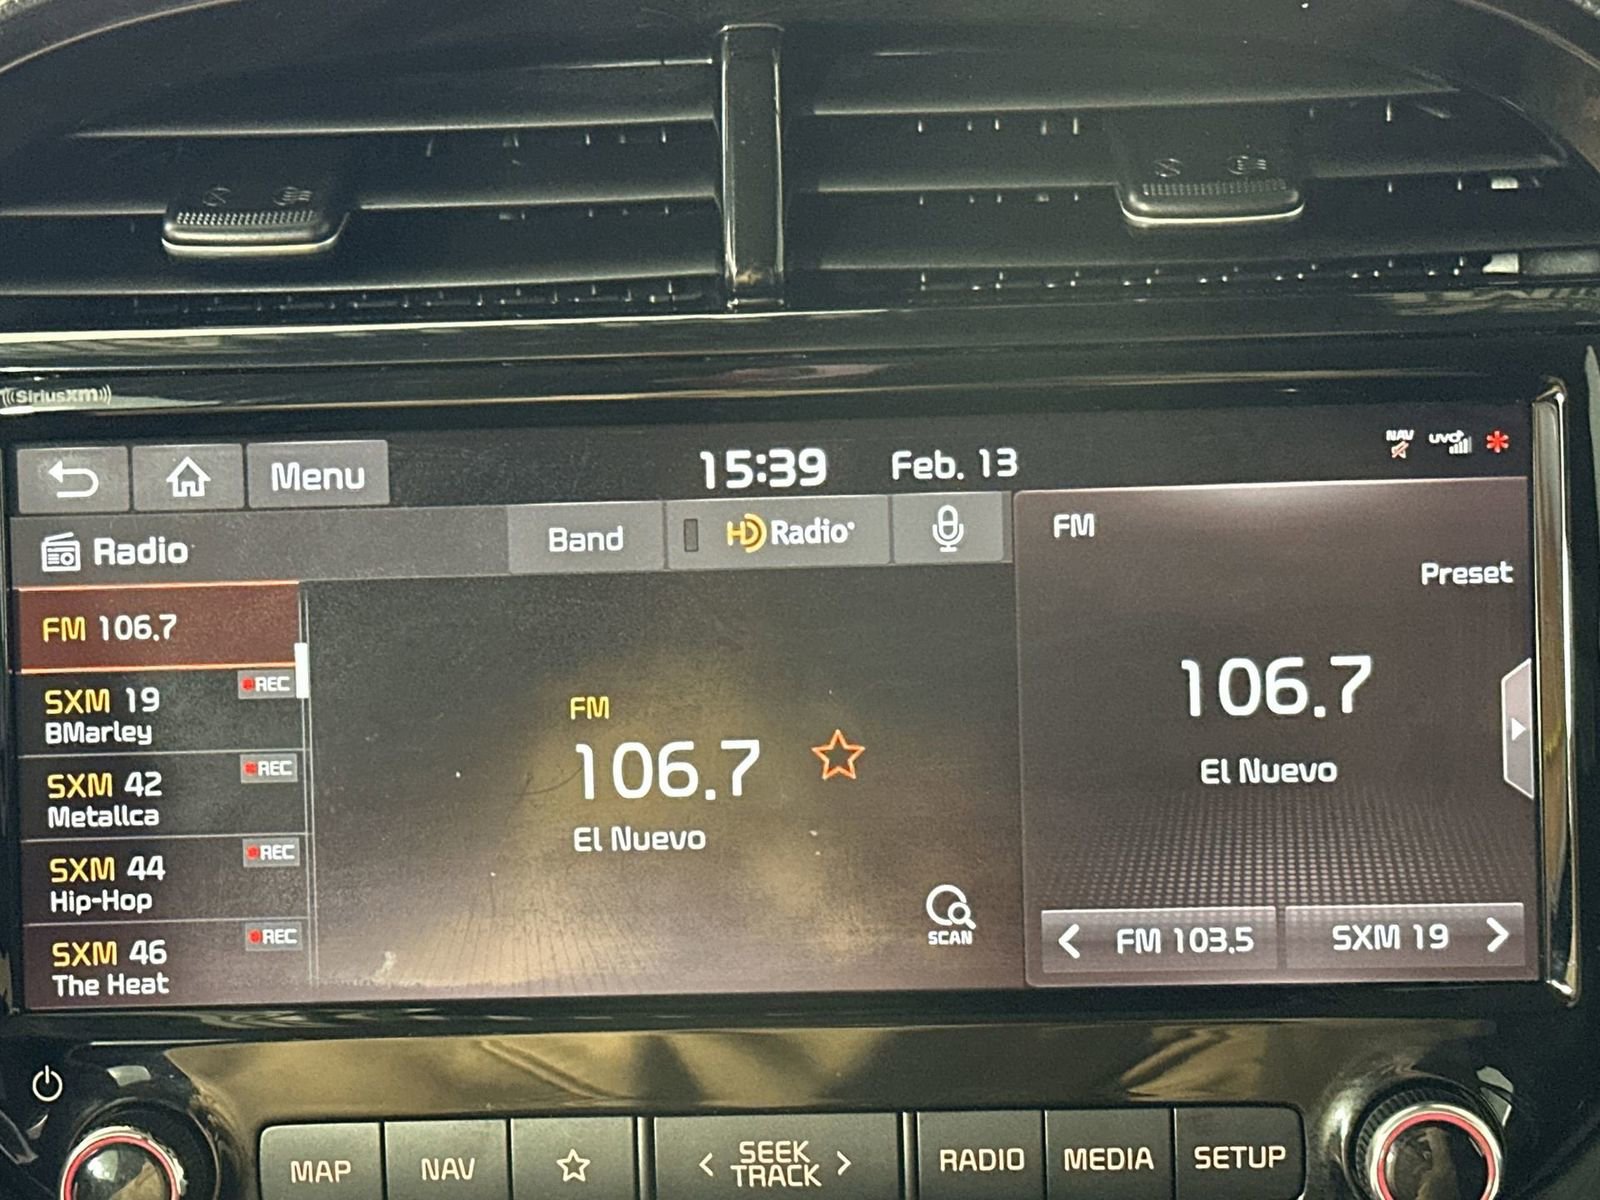 ((SiriusXM))
Menu
15:39
Feb. 13
NAV
UVO
Radio
Band
HD Radio
FM 106.7
SXM 19
REC
BMarley
SXM 42
REC
Metallca
SXM 44
REC
Hip-Hop
SXM 46
REC
The Heat
FM
106.7
El Nuevo
SCAN
FM
Preset
106.7
El Nuevo
< FM 103.5
SXM 19 >
MAP
NAV
< SEEK >
TRACK
RADIO
MEDIA
SETUP